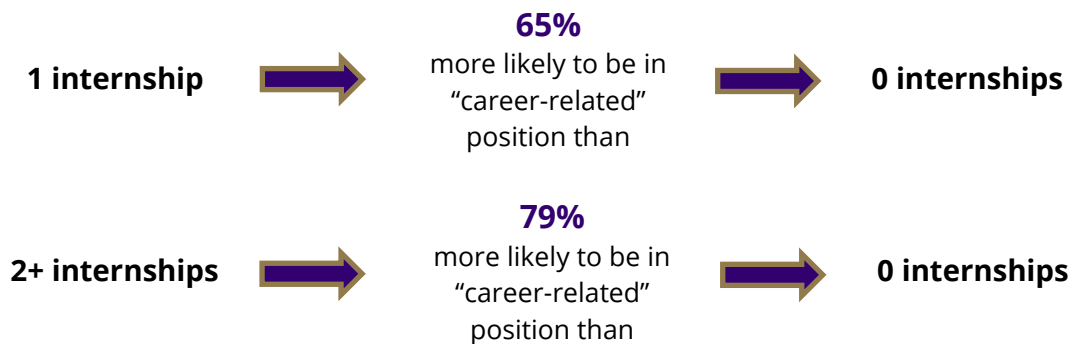 65%
1 internship more likely to be in 0 internships
“career-related”
position than
79%
2+ internships more likely to be in 0 internships
“career-related”
position than